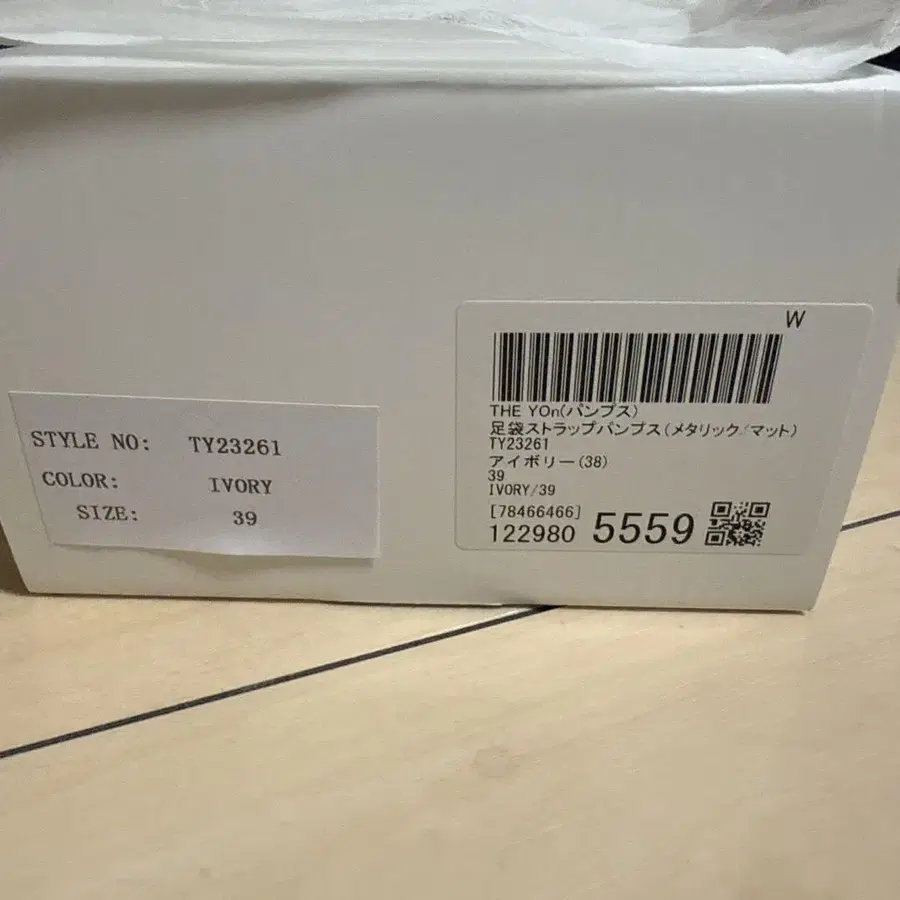 STYLE NO: TY23261
COLOR: IVORY
SIZE: 39
W
THE YOn(パンプス)
足袋ストラップパンプス(メタリック/マット)
TY23261
アイボリー(38)
39
IVORY/39
[78466466]
122980 5559